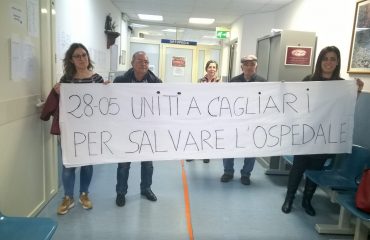 28-05 UNITI A CAGLIARI
PER SALVARE L'OSPEDALE